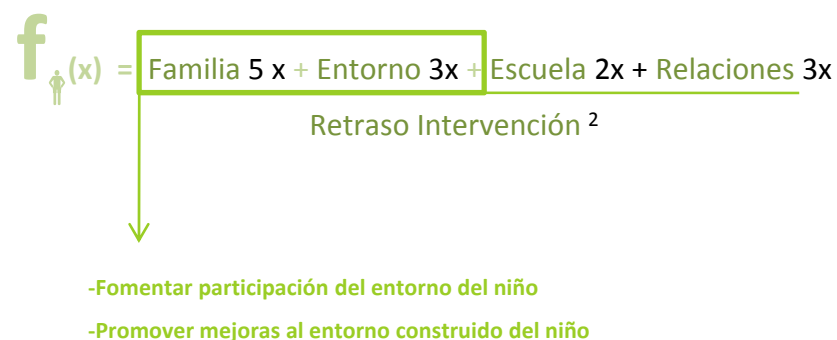 f (x) = Familia 5 x + Entorno 3x + Escuela 2x + Relaciones 3x
Retraso Intervención ²
-Fomentar participación del entorno del niño
-Promover mejoras al entorno construido del niño